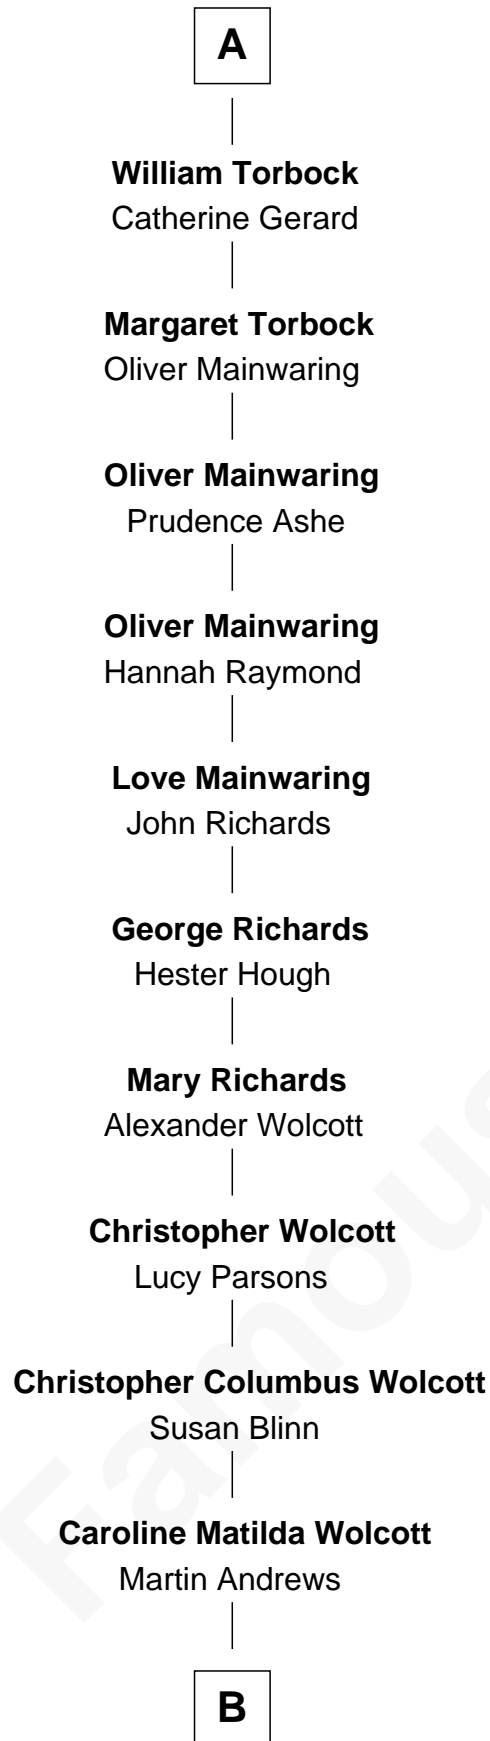 A
William Torbock
Catherine Gerard
Margaret Torbock
Oliver Mainwaring
Oliver Mainwaring
Prudence Ashe
Oliver Mainwaring
Hannah Raymond
Love Mainwaring
John Richards
George Richards
Hester Hough
Mary Richards
Alexander Wolcott
Christopher Wolcott
Lucy Parsons
Christopher Columbus Wolcott
Susan Blinn
Caroline Matilda Wolcott
Martin Andrews
B
Famous